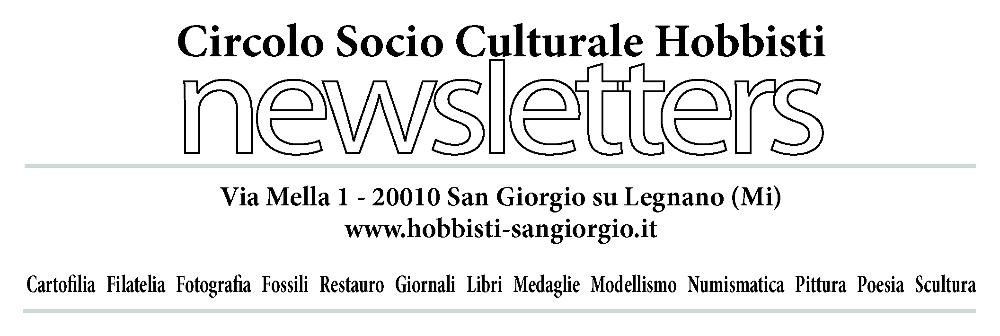 Circolo Socio Culturale Hobbisti
newsletters
Via Mella 1 - 20010 San Giorgio su Legnano (Mi)
www.hobbisti-sangiorgio.it
Cartofilia Filatelia Fotografia Fossili Restauro Giornali Libri Medaglie Modellismo Numismatica Pittura Poesia Scultura